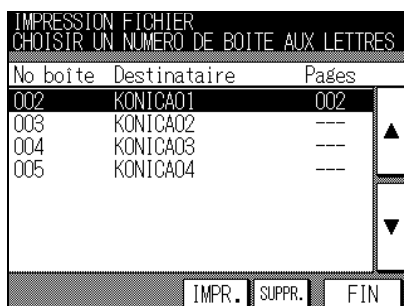 IMPRESSION FICHIER
CHOISIR UN NUMERO DE BOITE AUX LETTRES
No boîte Destinataire Pages
002 KONICA01 002
003 KONICA02 ---
004 KONICA03 ---
005 KONICA04 ---
IMPR. SUPPR. FIN